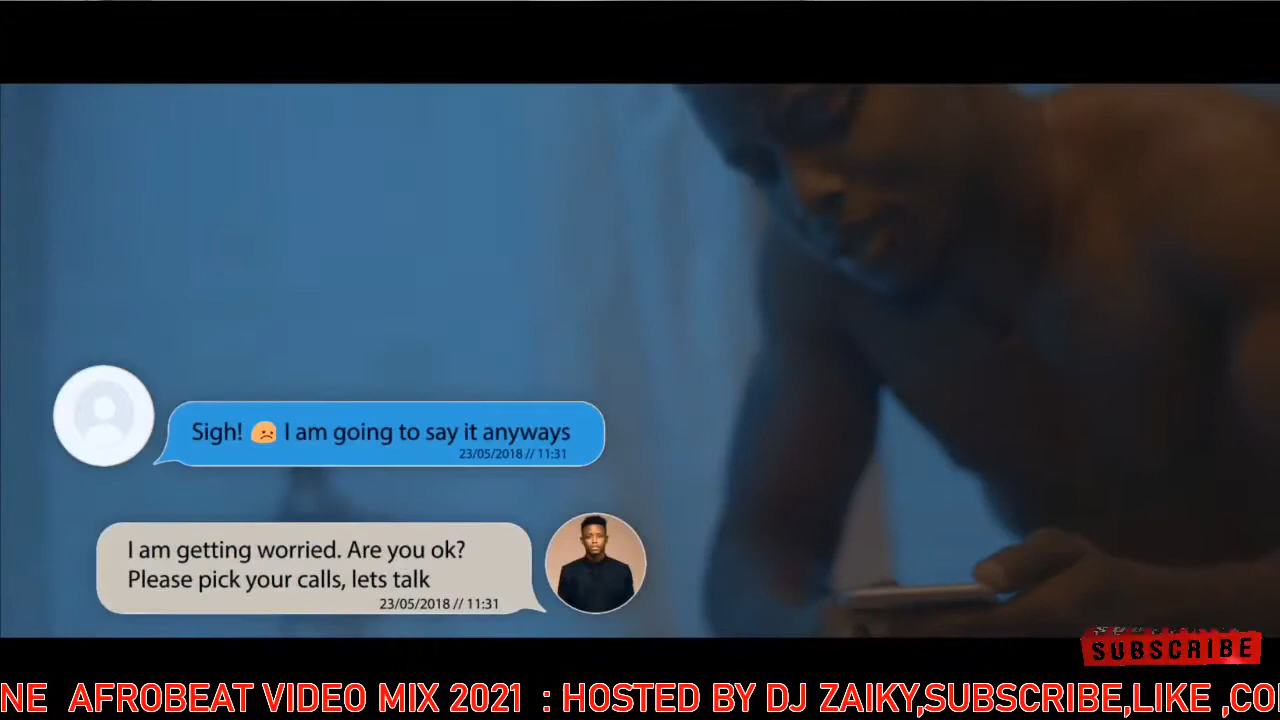 Sigh! 😞 I am going to say it anyways
23/05/2018 // 11:31
I am getting worried. Are you ok?
Please pick your calls, lets talk
23/05/2018 // 11:31
SUBSCRIBE
NE AFROBEAT VIDEO MIX 2021 : HOSTED BY DJ ZAIKY,SUBSCRIBE,LIKE ,CO